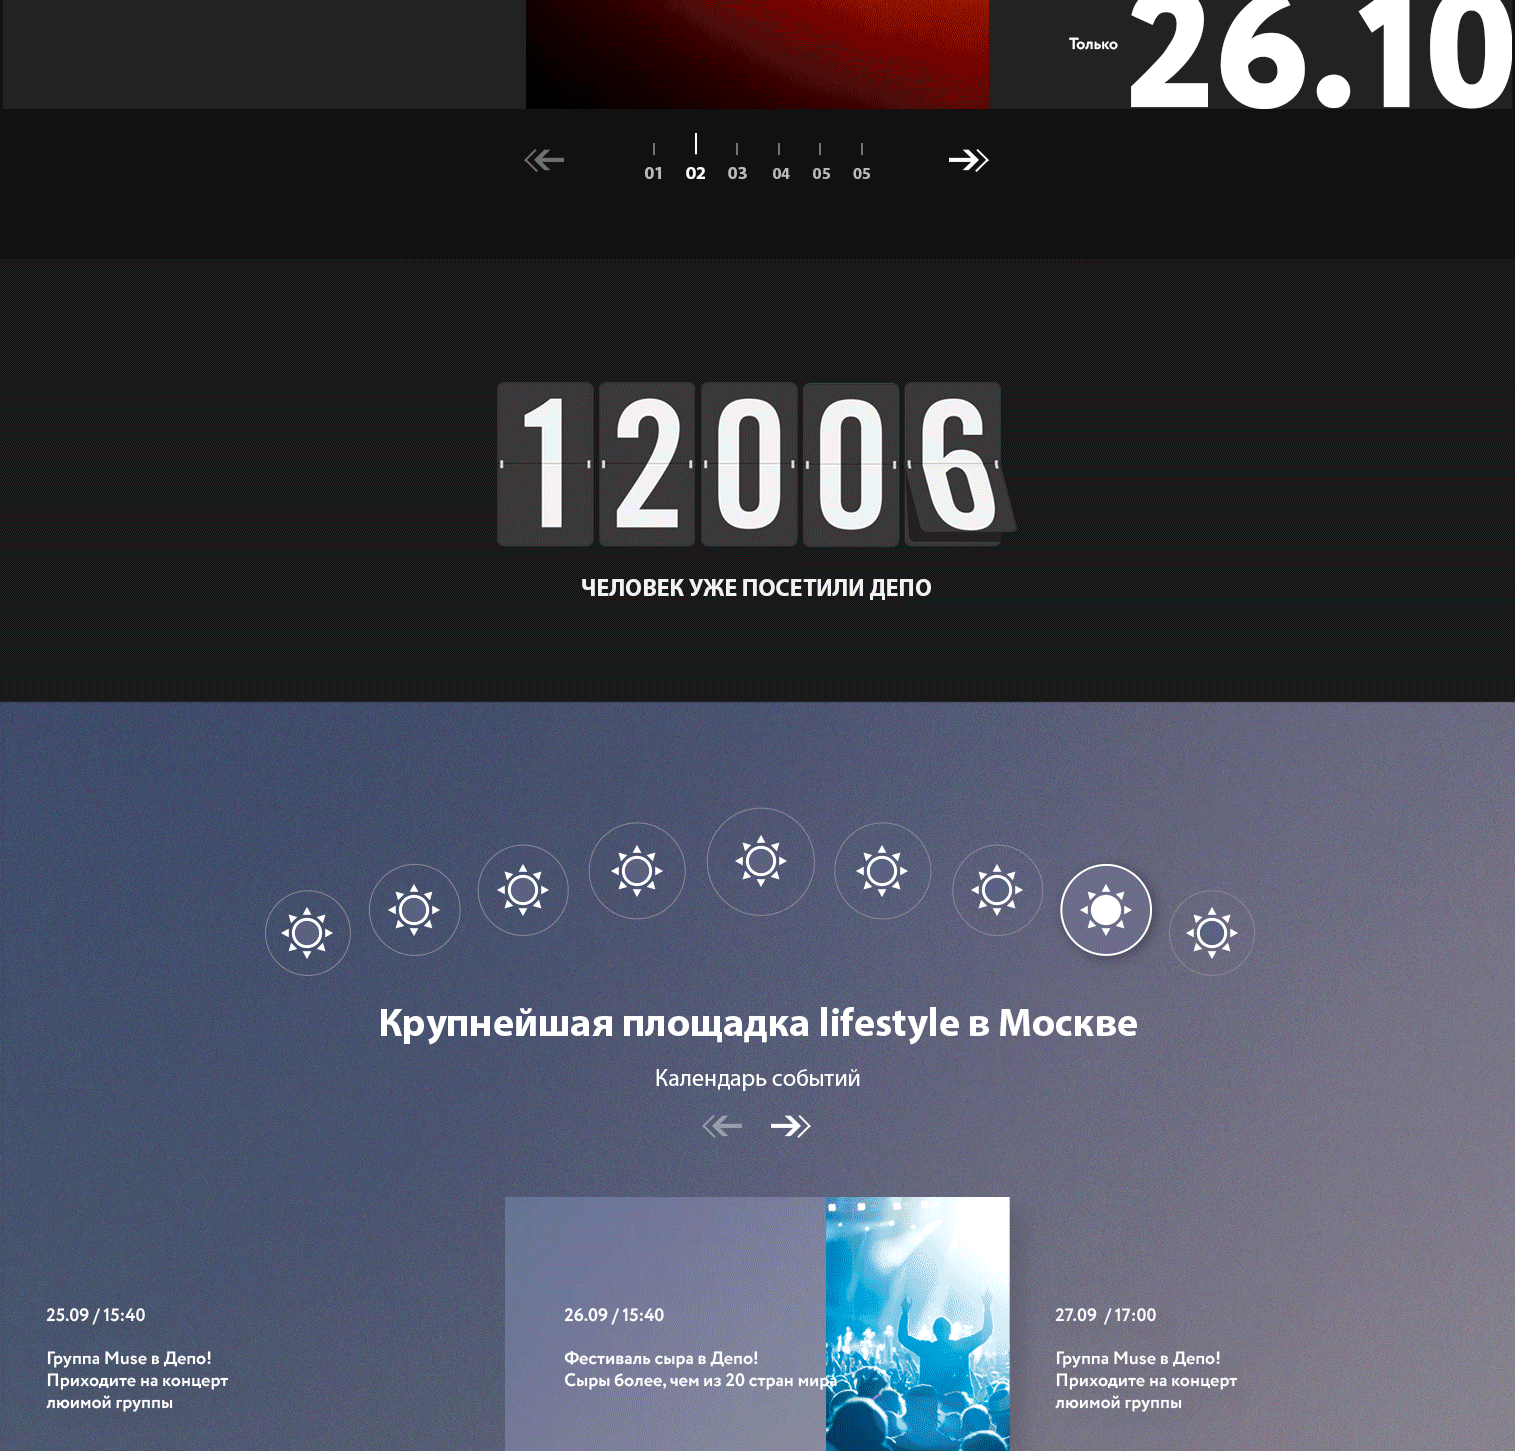 Только
26.10
01 02 03 04 05 05
12006
ЧЕЛОВЕК УЖЕ ПОСЕТИЛИ ДЕПО
Крупнейшая площадка lifestyle в Москве
Календарь событий
25.09 / 15:40
Группа Muse в Депо!
Приходите на концерт
люимой группы
26.09 / 15:40
Фестиваль сыра в Депо!
Сыры более, чем из 20 стран мира
27.09 / 17:00
Группа Muse в Депо!
Приходите на концерт
люимой группы